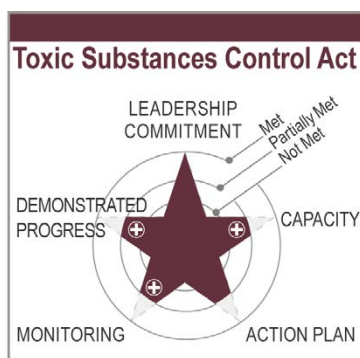 Toxic Substances Control Act
LEADERSHIP
COMMITMENT
Met
Partially Met
Not Met
DEMONSTRATED
PROGRESS
CAPACITY
MONITORING
ACTION PLAN